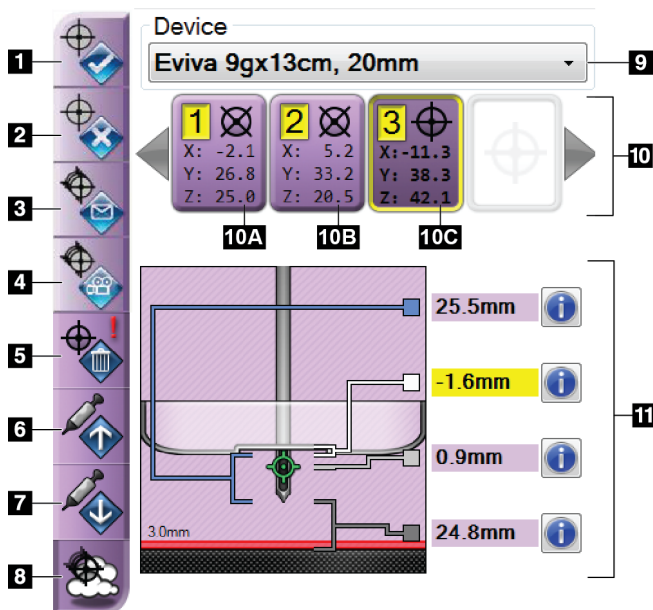 Device
1
Eviva 9gx13cm, 20mm
9
2
1
2
3
X: -2.1
X: 5.2
X:-11.3
10
Y: 26.8
Y: 33.2
Y: 38.3
Z: 25.0
Z: 20.5
Z: 42.1
3
10A
10B
10C
4
25.5mm
i
5
!
-1.6mm
i
11
6
0.9mm
i
7
3.0mm
24.8mm
i
8